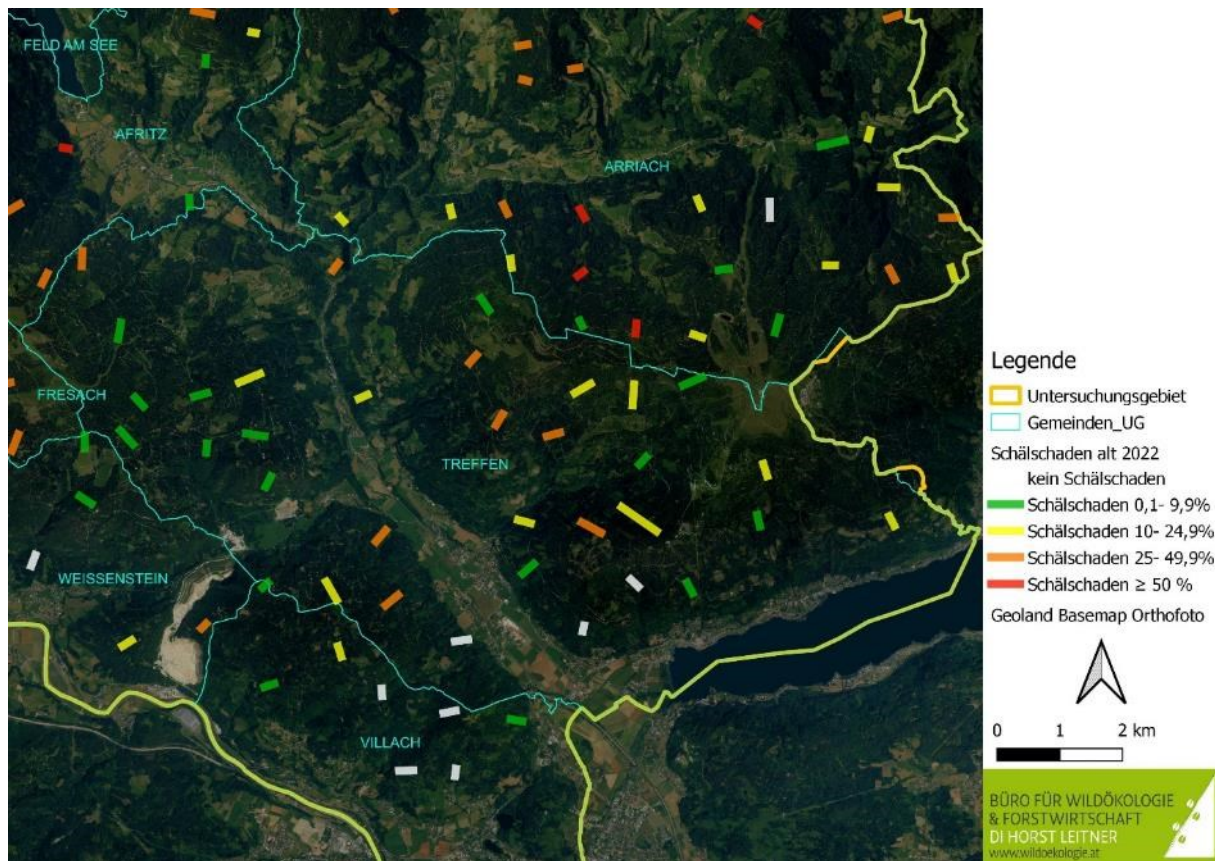 FELD AM SEE
AFRITZ
ARRIACH
FRESACH
TREFFEN
WEISSENSTEIN
VILLACH
Legende
Untersuchungsgebiet
Gemeinden_UG
Schälschaden alt 2022
kein Schälschaden
Schälschaden 0,1- 9,9%
Schälschaden 10- 24,9%
Schälschaden 25- 49,9%
Schälschaden ≥ 50 %
Geoland Basemap Orthofoto
0 1 2 km
BÜRO FÜR WILDÖKOLOGIE
& FORSTWIRTSCHAFT
DI HORST LEITNER
www.wildoekologie.at